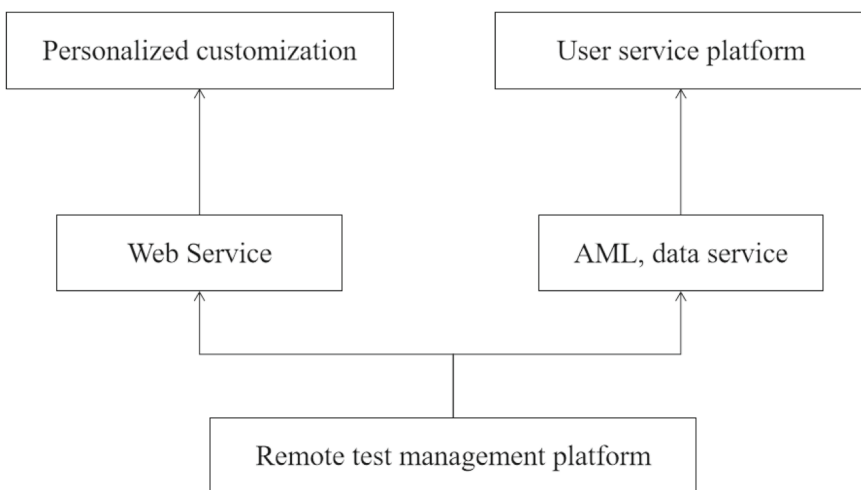 Personalized customization
User service platform
Web Service
AML, data service
Remote test management platform